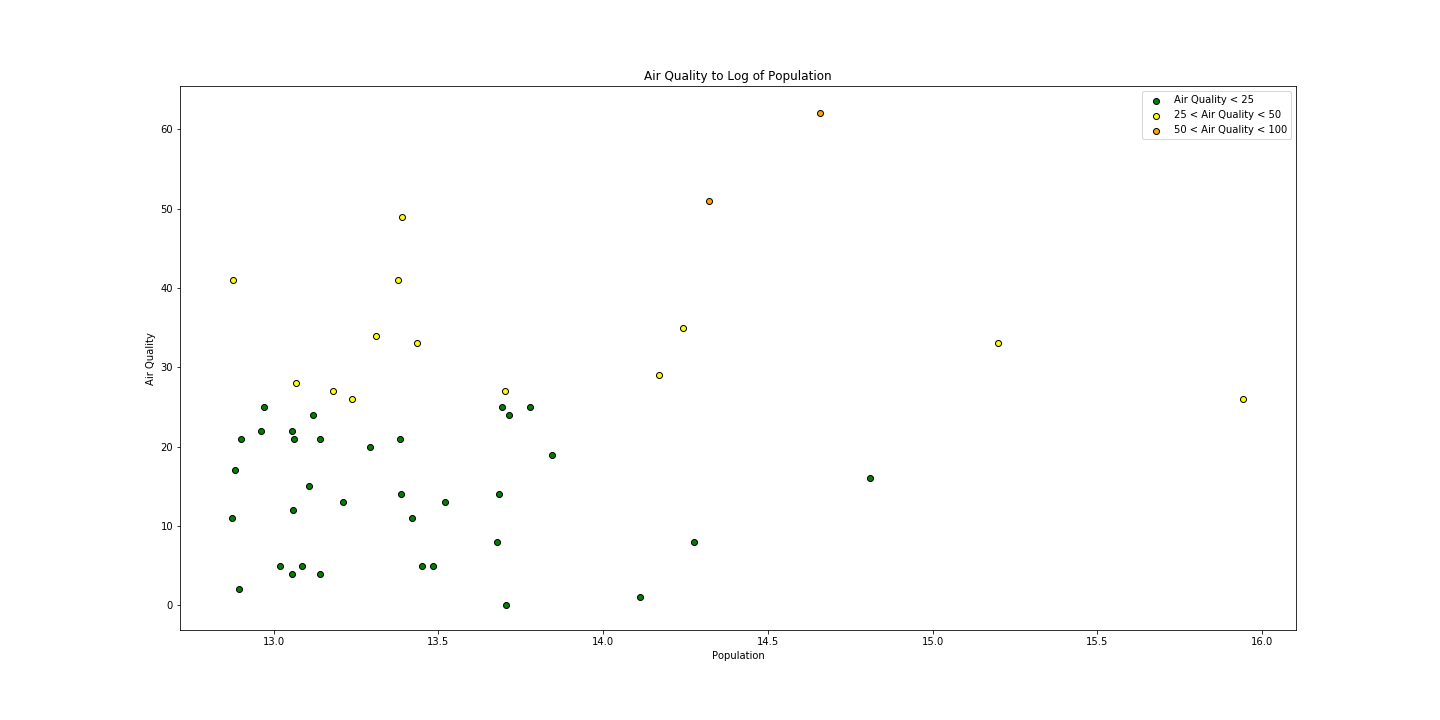 Air Quality to Log of Population
Air Quality < 25
25 < Air Quality < 50
50 < Air Quality < 100
Air Quality
60
50
40
30
20
10
0
13.0 13.5 14.0 14.5 15.0 15.5 16.0
Population